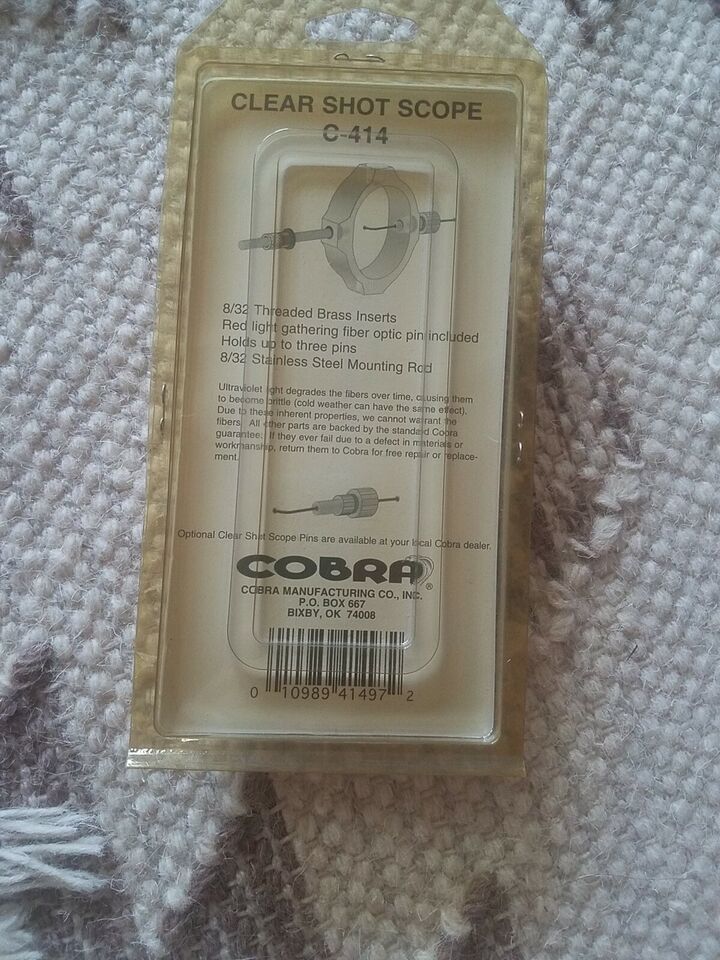 CLEAR SHOT SCOPE
C-414
8/32 Threaded Brass Inserts
Red light gathering fiber optic pin included
Holds up to three pins
8/32 Stainless Steel Mounting Rod
Ultraviolet light degrades the fibers over time, causing them
to become brittle (cold weather can have the same effect).
Due to these inherent properties, we cannot warrant the
fibers. All other parts are backed by the standard Cobra
guarantee. If they ever fail due to a defect in materials or
workmanship, return them to Cobra for free repair or replace-
ment.
Optional Clear Shot Scope Pins are available at your local Cobra dealer.
COBRA®
COBRA MANUFACTURING CO., INC.
P.O. BOX 667
BIXBY, OK 74008
0 10989 41497 2